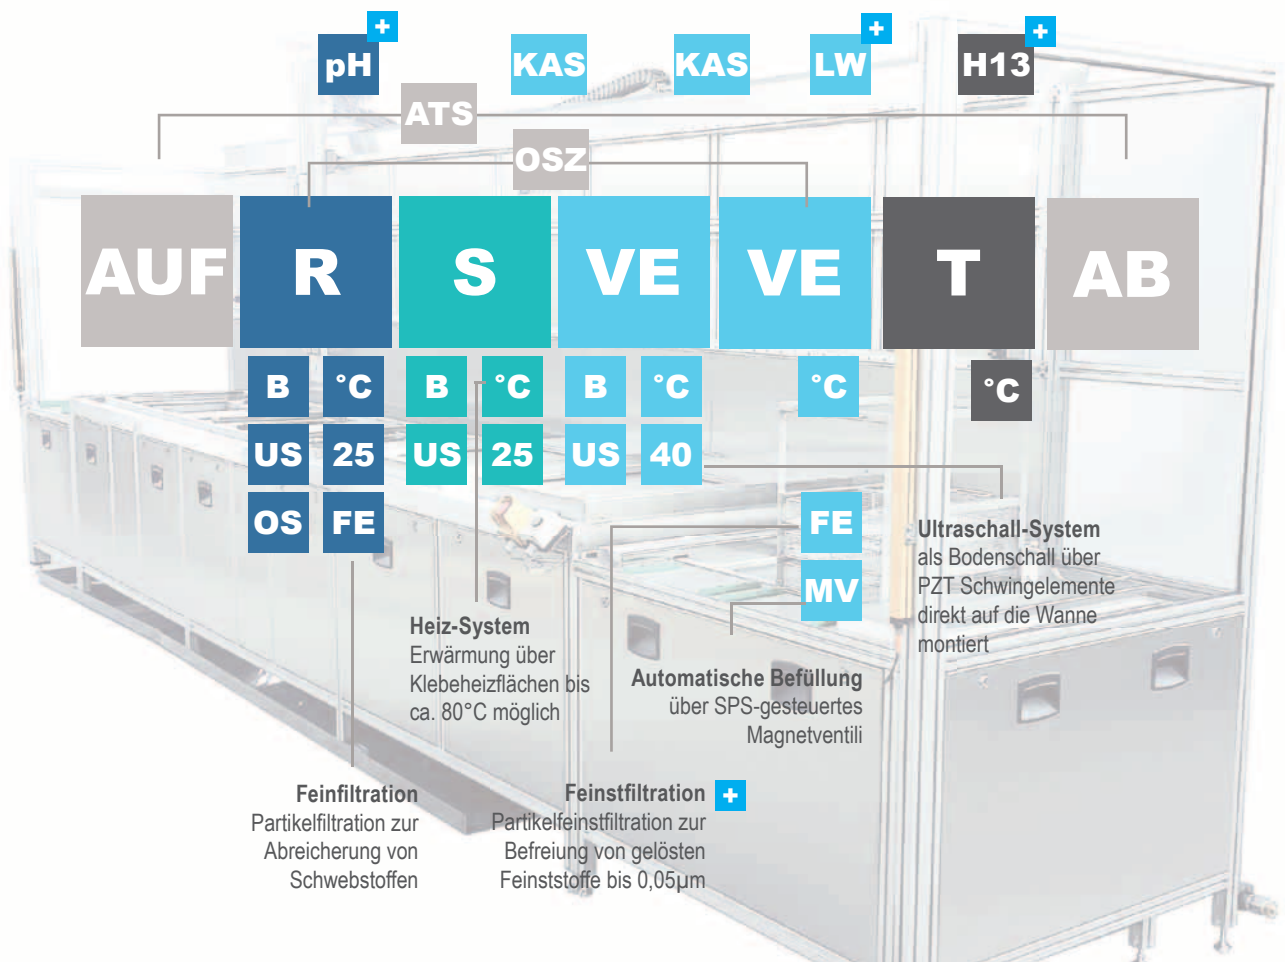 pH +
KAS
KAS
LW +
H13 +
ATS
OSZ
AUF
R
S
VE
VE
T
AB
B °C B °C B °C °C °C
US 25 US 25 US 40
OS FE FE
MV
Ultraschall-System
als Bodenschall über
PZT Schwingelemente
direkt auf die Wanne
montiert
Heiz-System
Erwärmung über
Klebeheizflächen bis
ca. 80°C möglich
Automatische Befüllung
über SPS-gesteuertes
Magnetventili
Feinfiltration
Partikelfiltration zur
Abreicherung von
Schwebstoffen
Feinstfiltration +
Partikelfeinstfiltration zur
Befreiung von gelösten
Feinststoffe bis 0,05µm